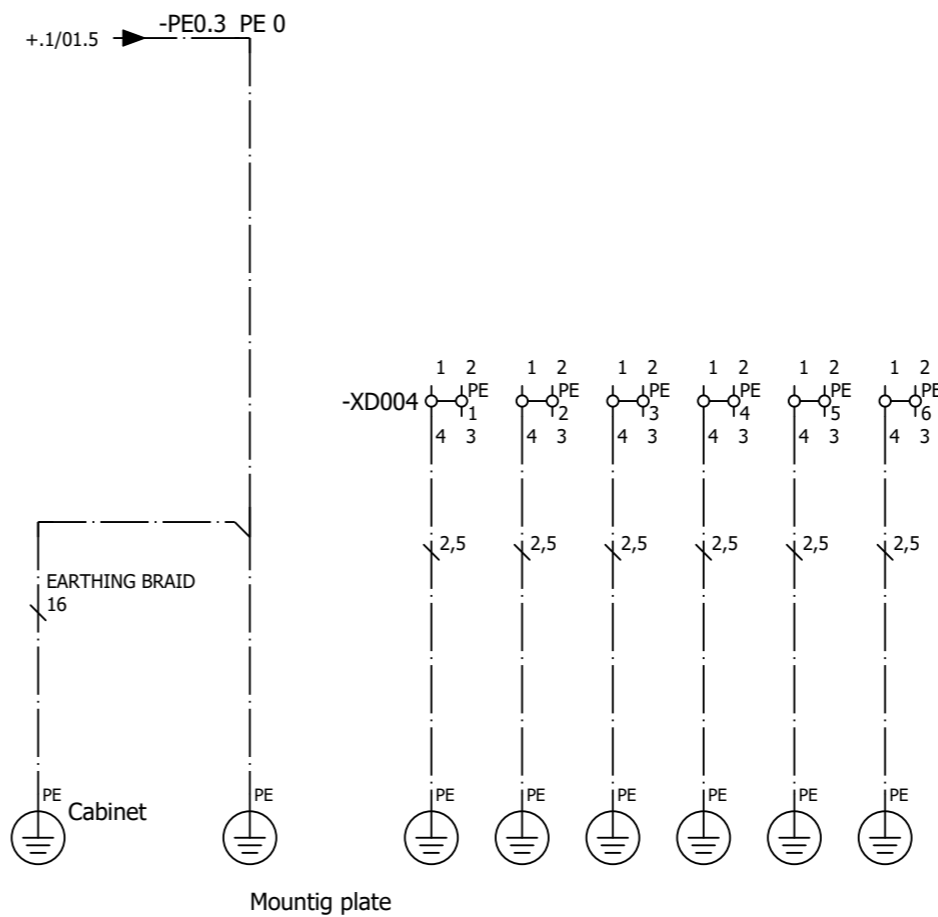 -PE0.3 PE 0
+.1/01.5
1 2 1 2 1 2 1 2 1 2 1 2
PE PE PE PE PE PE
-XD004
1 2 3 4 5 6
4 3 4 3 4 3 4 3 4 3 4 3
2,5 2,5 2,5 2,5 2,5 2,5
EARTHING BRAID
16
PE PE PE PE PE PE PE PE
Cabinet
Mountig plate